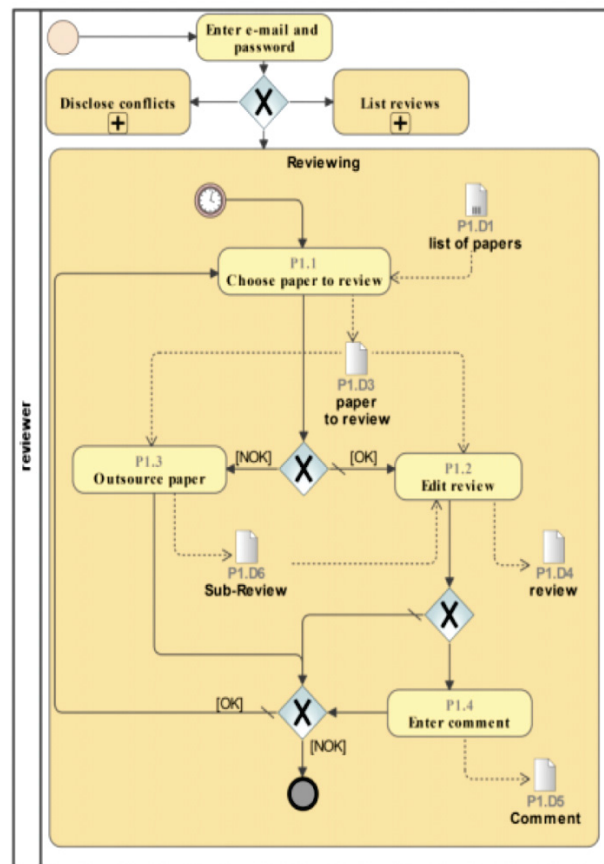 reviewer
Enter e-mail and
password
Disclose conflicts
X
List reviews
Reviewing
P1.D1
list of papers
P1.1
Choose paper to review
P1.D3
paper
to review
P1.3
Outsource paper
[NOK]
X
[OK]
P1.2
Edit review
P1.D6
Sub-Review
P1.D4
review
X
[OK]
X
P1.4
Enter comment
[NOK]
P1.D5
Comment